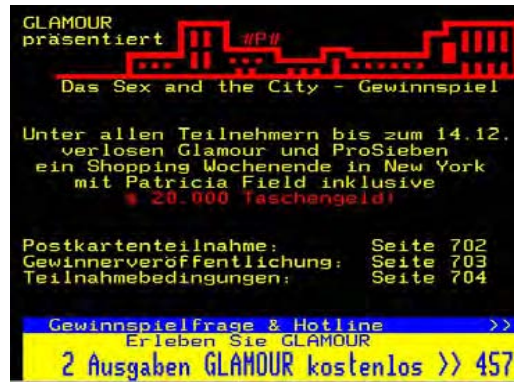 GLAMOUR
präsentiert
#P#
Das Sex and the City - Gewinnspiel
Unter allen Teilnehmern bis zum 14.12.
verlosen Glamour und ProSieben
ein Shopping Wochenende in New York
mit Patricia Field inklusive
$ 20.000 Taschengeld!
Postkartenteilnahme: Seite 702
Gewinnerveröffentlichung: Seite 703
Teilnahmebedingungen: Seite 704
Gewinnspielfrage & Hotline >>
Erleben Sie GLAMOUR
2 Ausgaben GLAMOUR kostenlos >> 457